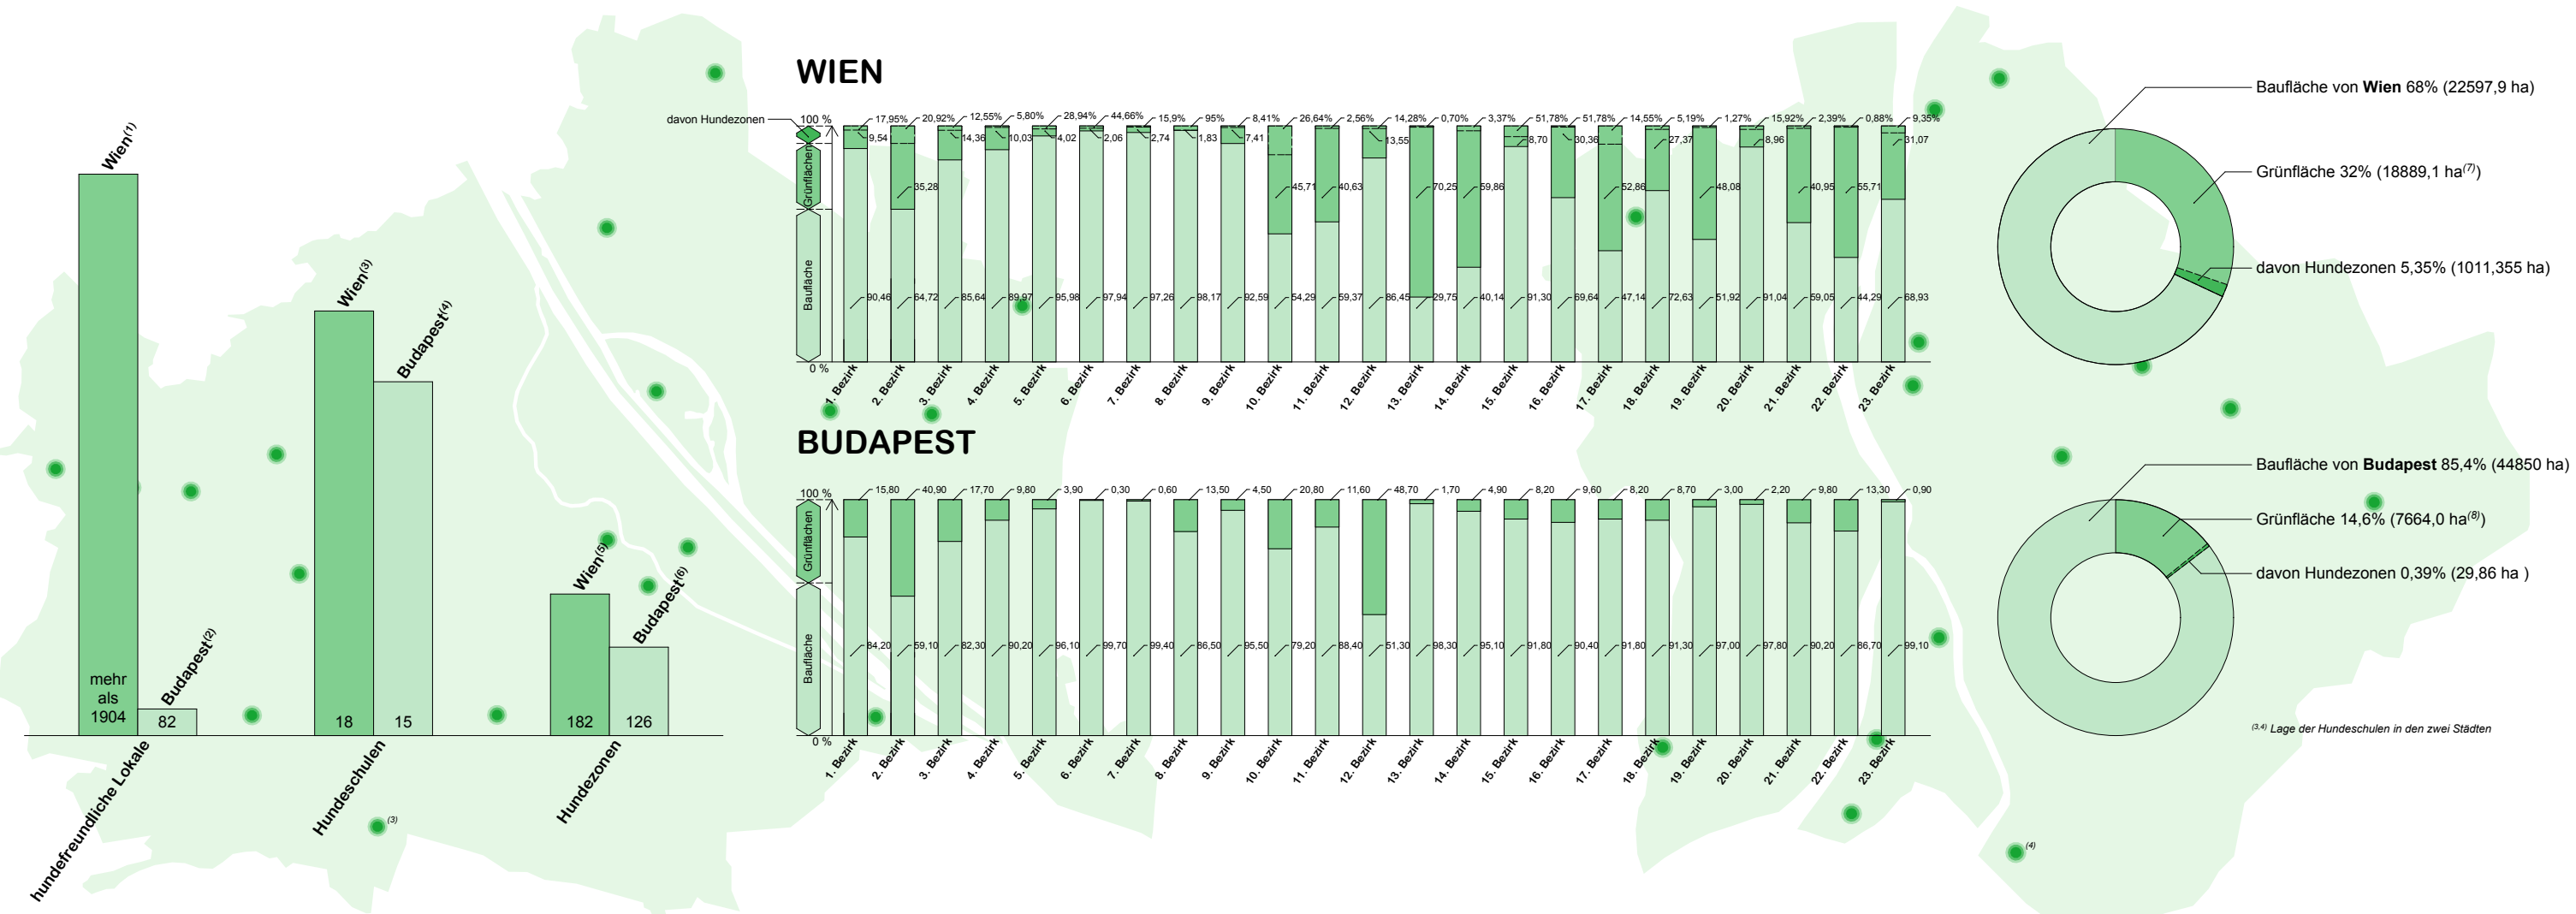 Wien(1)
mehr
als
1904
Budapest(2)
82
hundefreundliche Lokale
Wien(3)
18
Budapest(4)
15
Hundeschulen
Wien(5)
182
Budapest(6)
126
Hundezonen
(3)
WIEN
davon Hundezonen
100 %
Grünflächen
Baufläche
0 %
17,95% 20,92% 12,55% 5,80% 28,94% 44,66% 15,9% 95% 8,41% 26,64% 2,56% 14,28% 0,70% 3,37% 51,78% 51,78% 14,55% 5,19% 1,27% 15,92% 2,39% 0,88% 9,35%
9,54 35,28 14,36 10,03 4,02 2,06 2,74 1,83 7,41 45,71 40,63 13,55 70,25 59,86 8,70 30,36 52,86 27,37 48,08 8,96 40,95 55,71 31,07
90,46 64,72 85,64 89,97 95,98 97,94 97,26 98,17 92,59 54,29 59,37 86,45 29,75 40,14 91,30 69,64 47,14 72,63 51,92 91,04 59,05 44,29 68,93
1. Bezirk 2. Bezirk 3. Bezirk 4. Bezirk 5. Bezirk 6. Bezirk 7. Bezirk 8. Bezirk 9. Bezirk 10. Bezirk 11. Bezirk 12. Bezirk 13. Bezirk 14. Bezirk 15. Bezirk 16. Bezirk 17. Bezirk 18. Bezirk 19. Bezirk 20. Bezirk 21. Bezirk 22. Bezirk 23. Bezirk
BUDAPEST
100 %
Grünflächen
Baufläche
0 %
15,80 40,90 17,70 9,80 3,90 0,30 0,60 13,50 4,50 20,80 11,60 48,70 1,70 4,90 8,20 9,60 8,20 8,70 3,00 2,20 9,80 13,30 0,90
84,20 59,10 82,30 90,20 96,10 99,70 99,40 86,50 95,50 79,20 88,40 51,30 98,30 95,10 91,80 90,40 91,80 91,30 97,00 97,80 90,20 86,70 99,10
1. Bezirk 2. Bezirk 3. Bezirk 4. Bezirk 5. Bezirk 6. Bezirk 7. Bezirk 8. Bezirk 9. Bezirk 10. Bezirk 11. Bezirk 12. Bezirk 13. Bezirk 14. Bezirk 15. Bezirk 16. Bezirk 17. Bezirk 18. Bezirk 19. Bezirk 20. Bezirk 21. Bezirk 22. Bezirk 23. Bezirk
Baufläche von Wien 68% (22597,9 ha)
Grünfläche 32% (18889,1 ha(7))
davon Hundezonen 5,35% (1011,355 ha)
Baufläche von Budapest 85,4% (44850 ha)
Grünfläche 14,6% (7664,0 ha(8))
davon Hundezonen 0,39% (29,86 ha )
(3,4) Lage der Hundeschulen in den zwei Städten
(4)